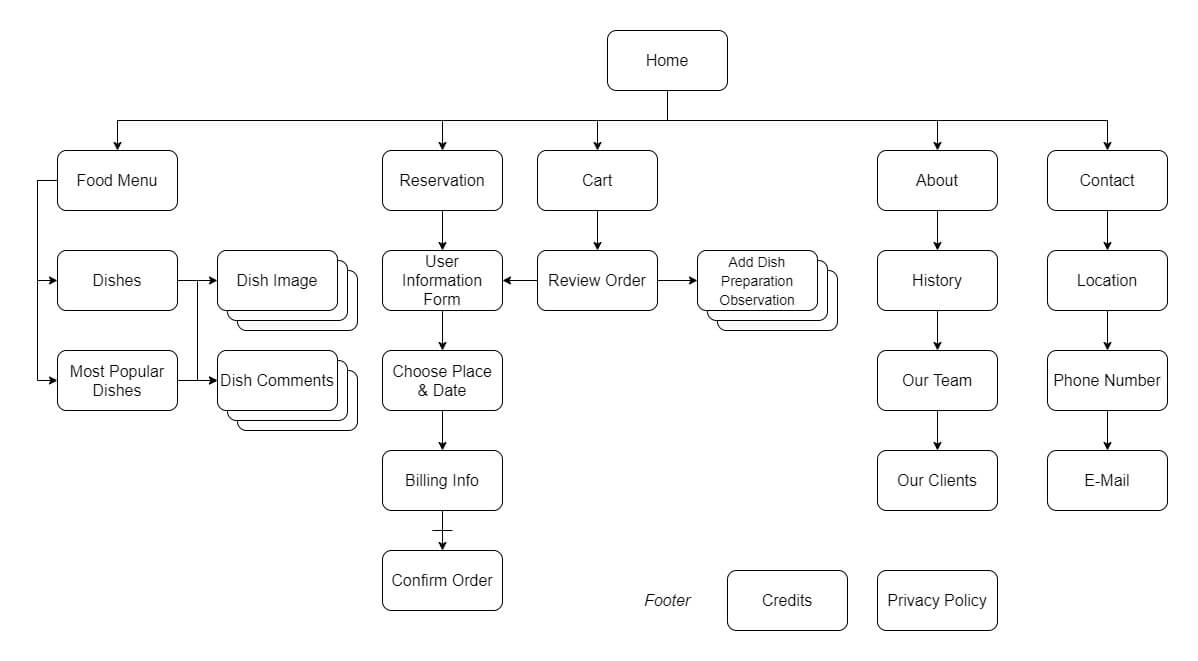 Home
Food Menu
Reservation
Cart
About
Contact
Dishes
Dish Image
User
Information
Form
Review Order
Add Dish
Preparation
Observation
History
Location
Most Popular
Dishes
Dish Comments
Choose Place
& Date
Our Team
Phone Number
Billing Info
Our Clients
E-Mail
Confirm Order
Footer
Credits
Privacy Policy